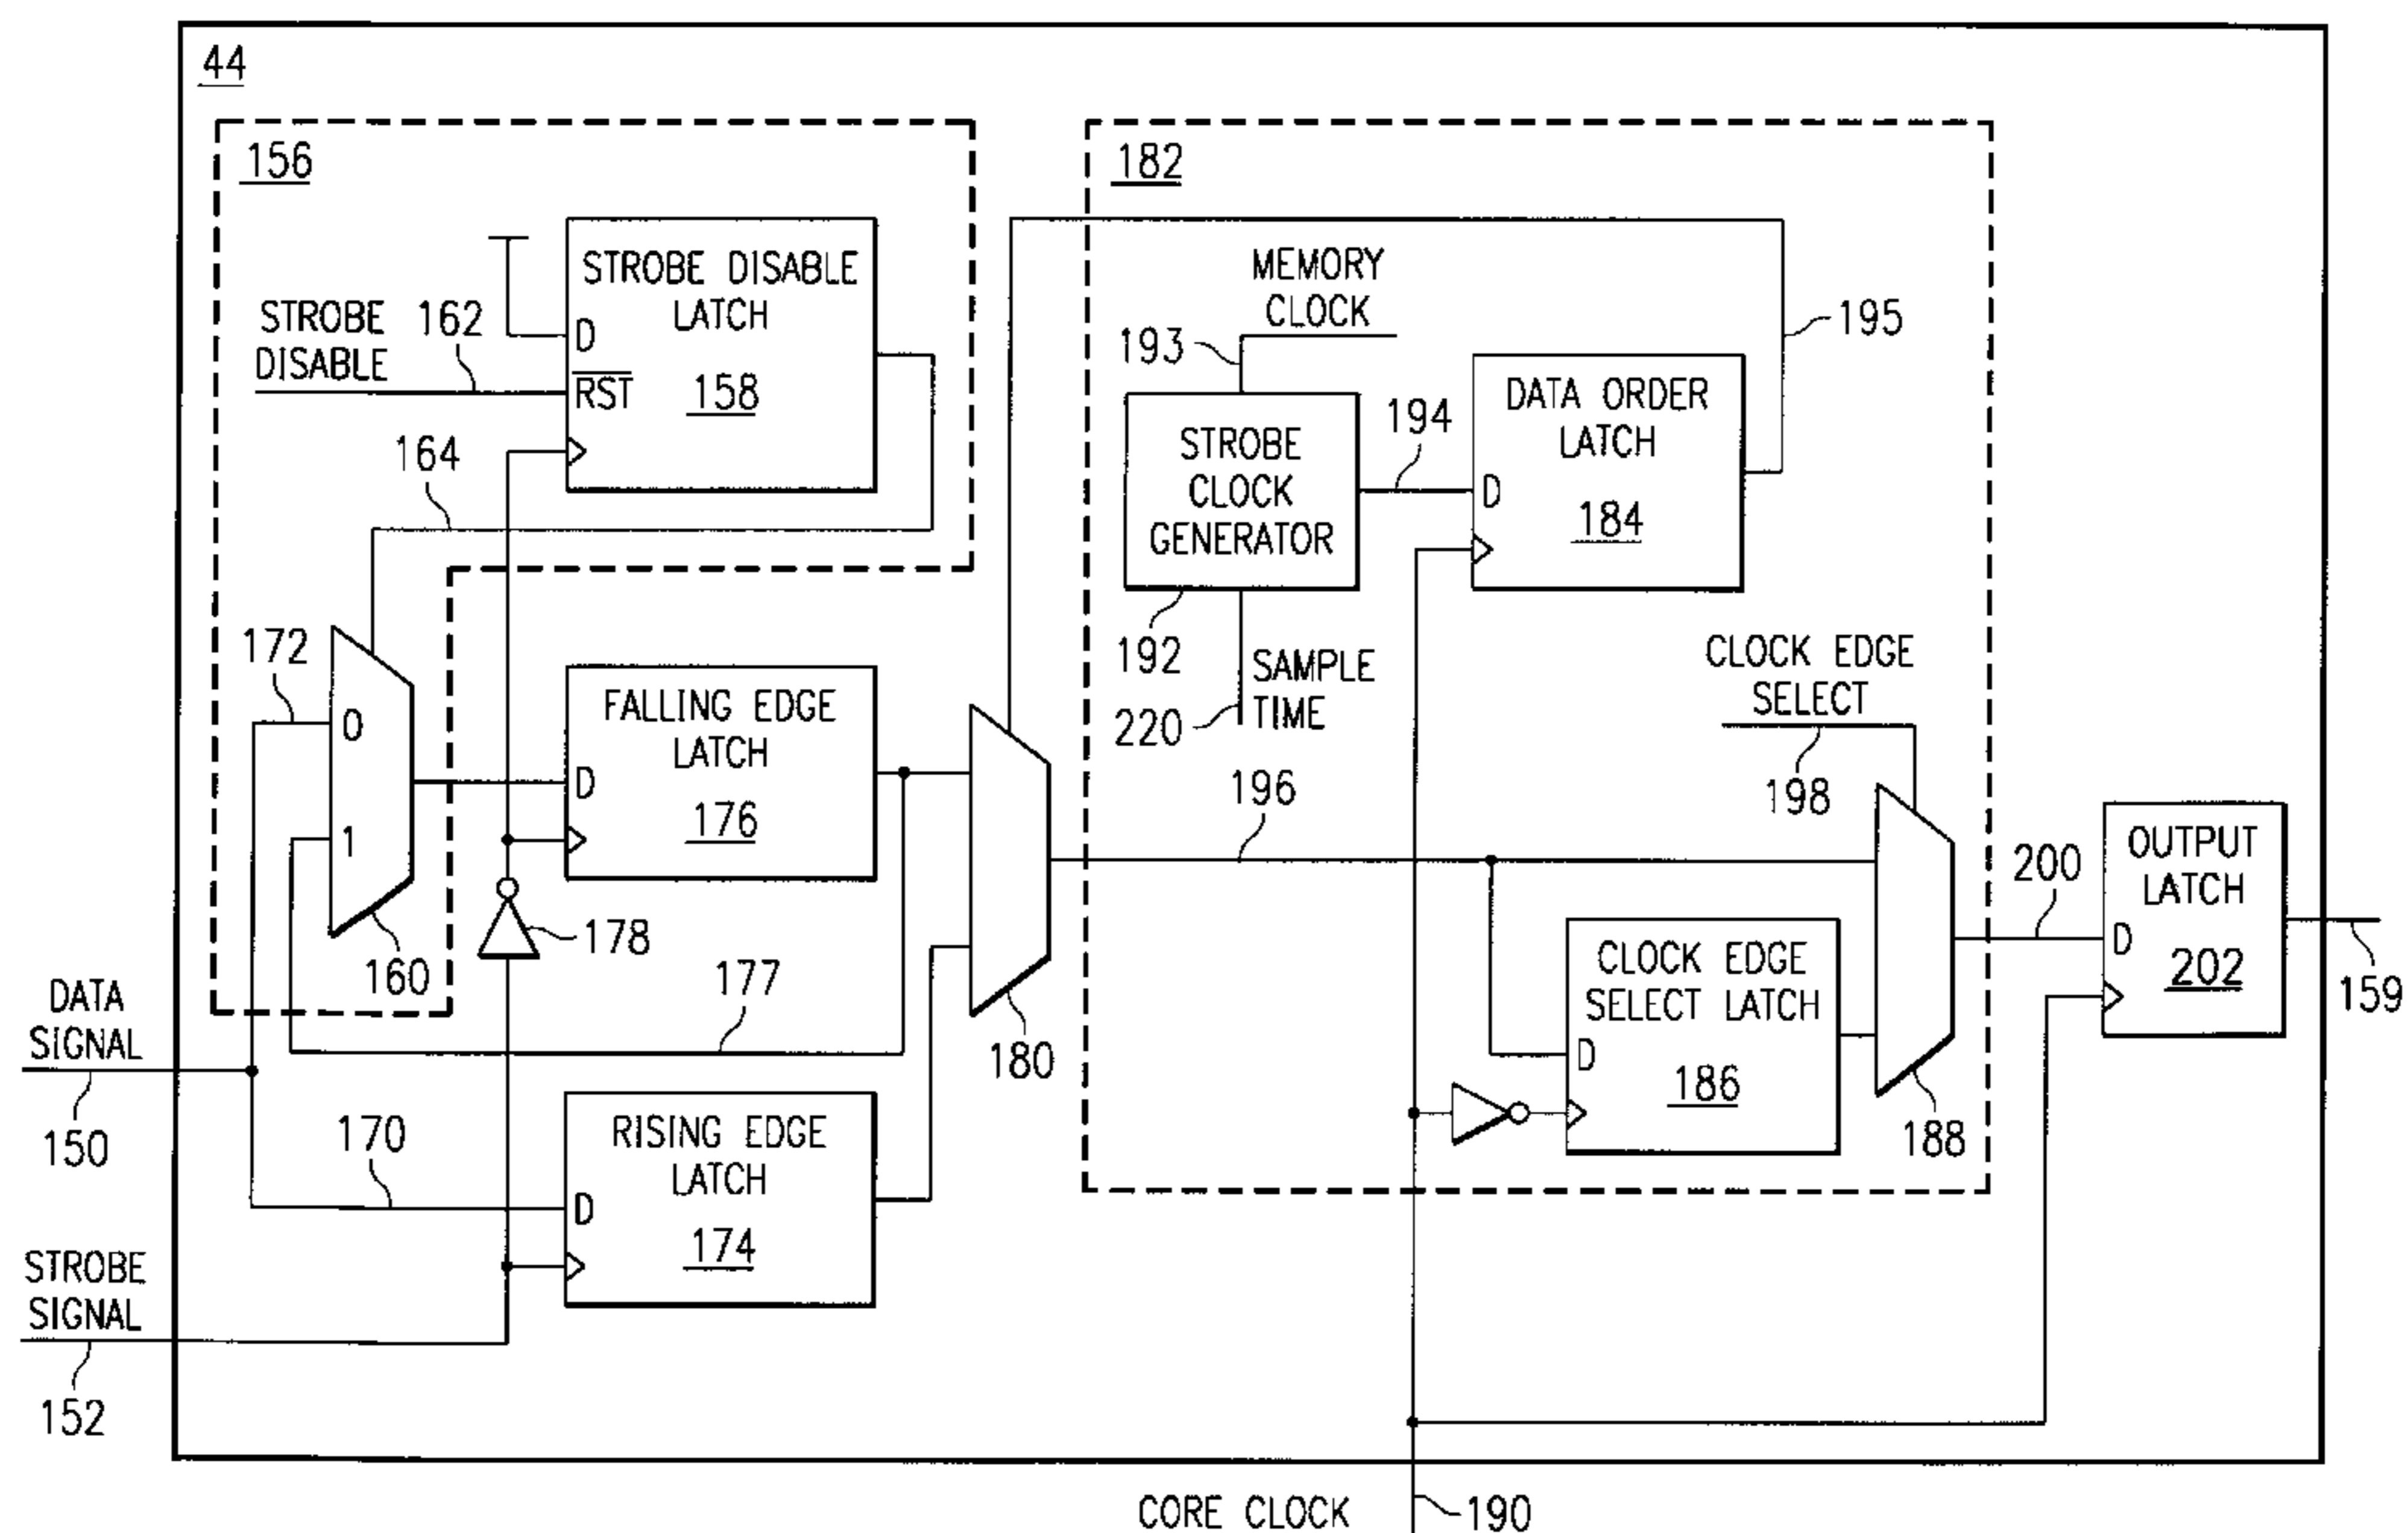 44
156
182
STROBE DISABLE
LATCH
D
RST
158
STROBE
DISABLE
162
164
MEMORY
CLOCK
193
195
STROBE
CLOCK
GENERATOR
194
DATA ORDER
LATCH
D
184
192
SAMPLE
TIME
220
CLOCK EDGE
SELECT
198
172
0
1
160
FALLING EDGE
LATCH
D
176
178
177
180
196
CLOCK EDGE
SELECT LATCH
D
186
188
200
OUTPUT
LATCH
D
202
159
DATA
SIGNAL
150
170
RISING EDGE
LATCH
D
174
STROBE
SIGNAL
152
CORE CLOCK
190